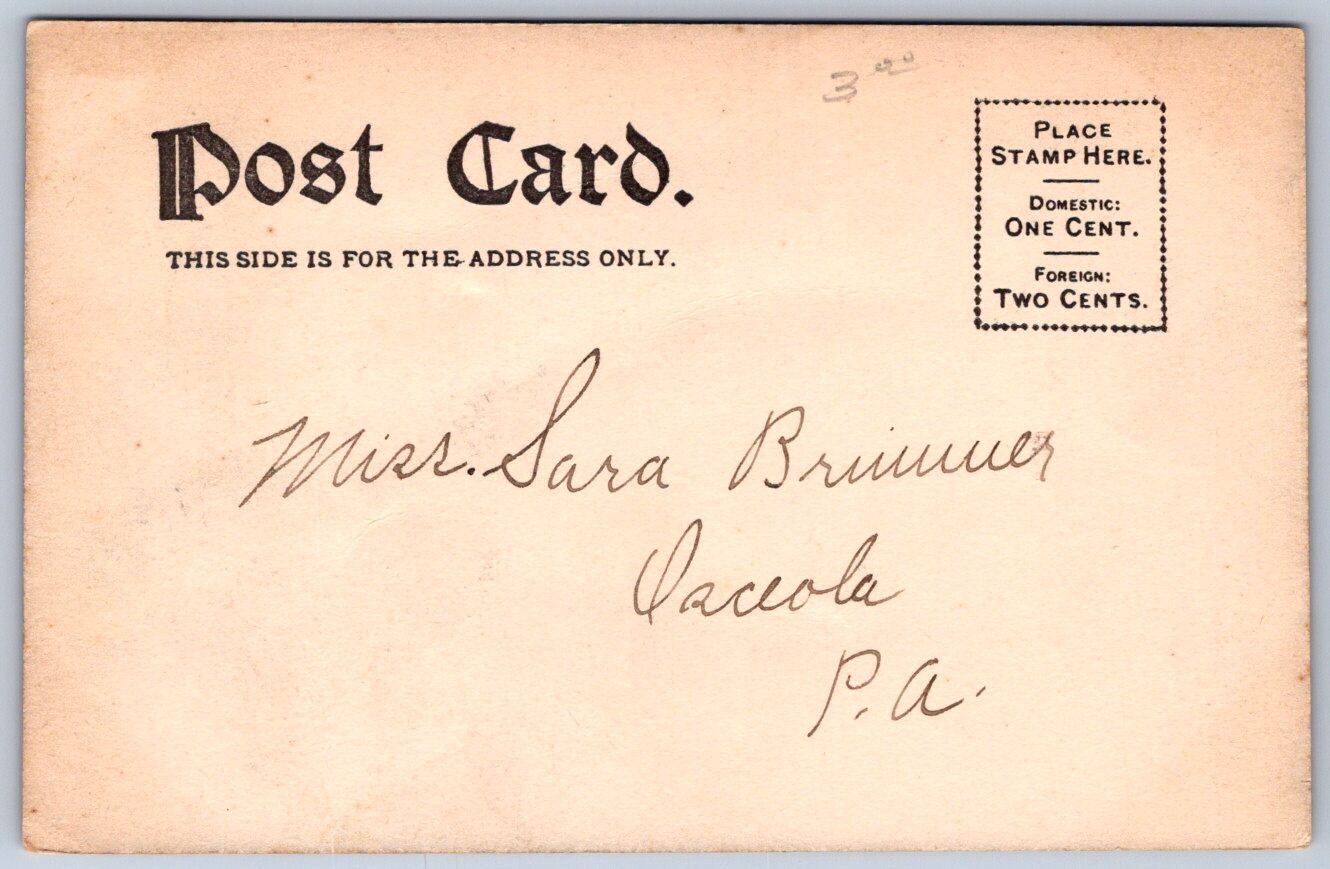 3 00
Post Card.
THIS SIDE IS FOR THE ADDRESS ONLY.
PLACE
STAMP HERE.
DOMESTIC:
ONE CENT.
FOREIGN:
TWO CENTS.
Miss. Sara Brimmer
Osceola
P.A.